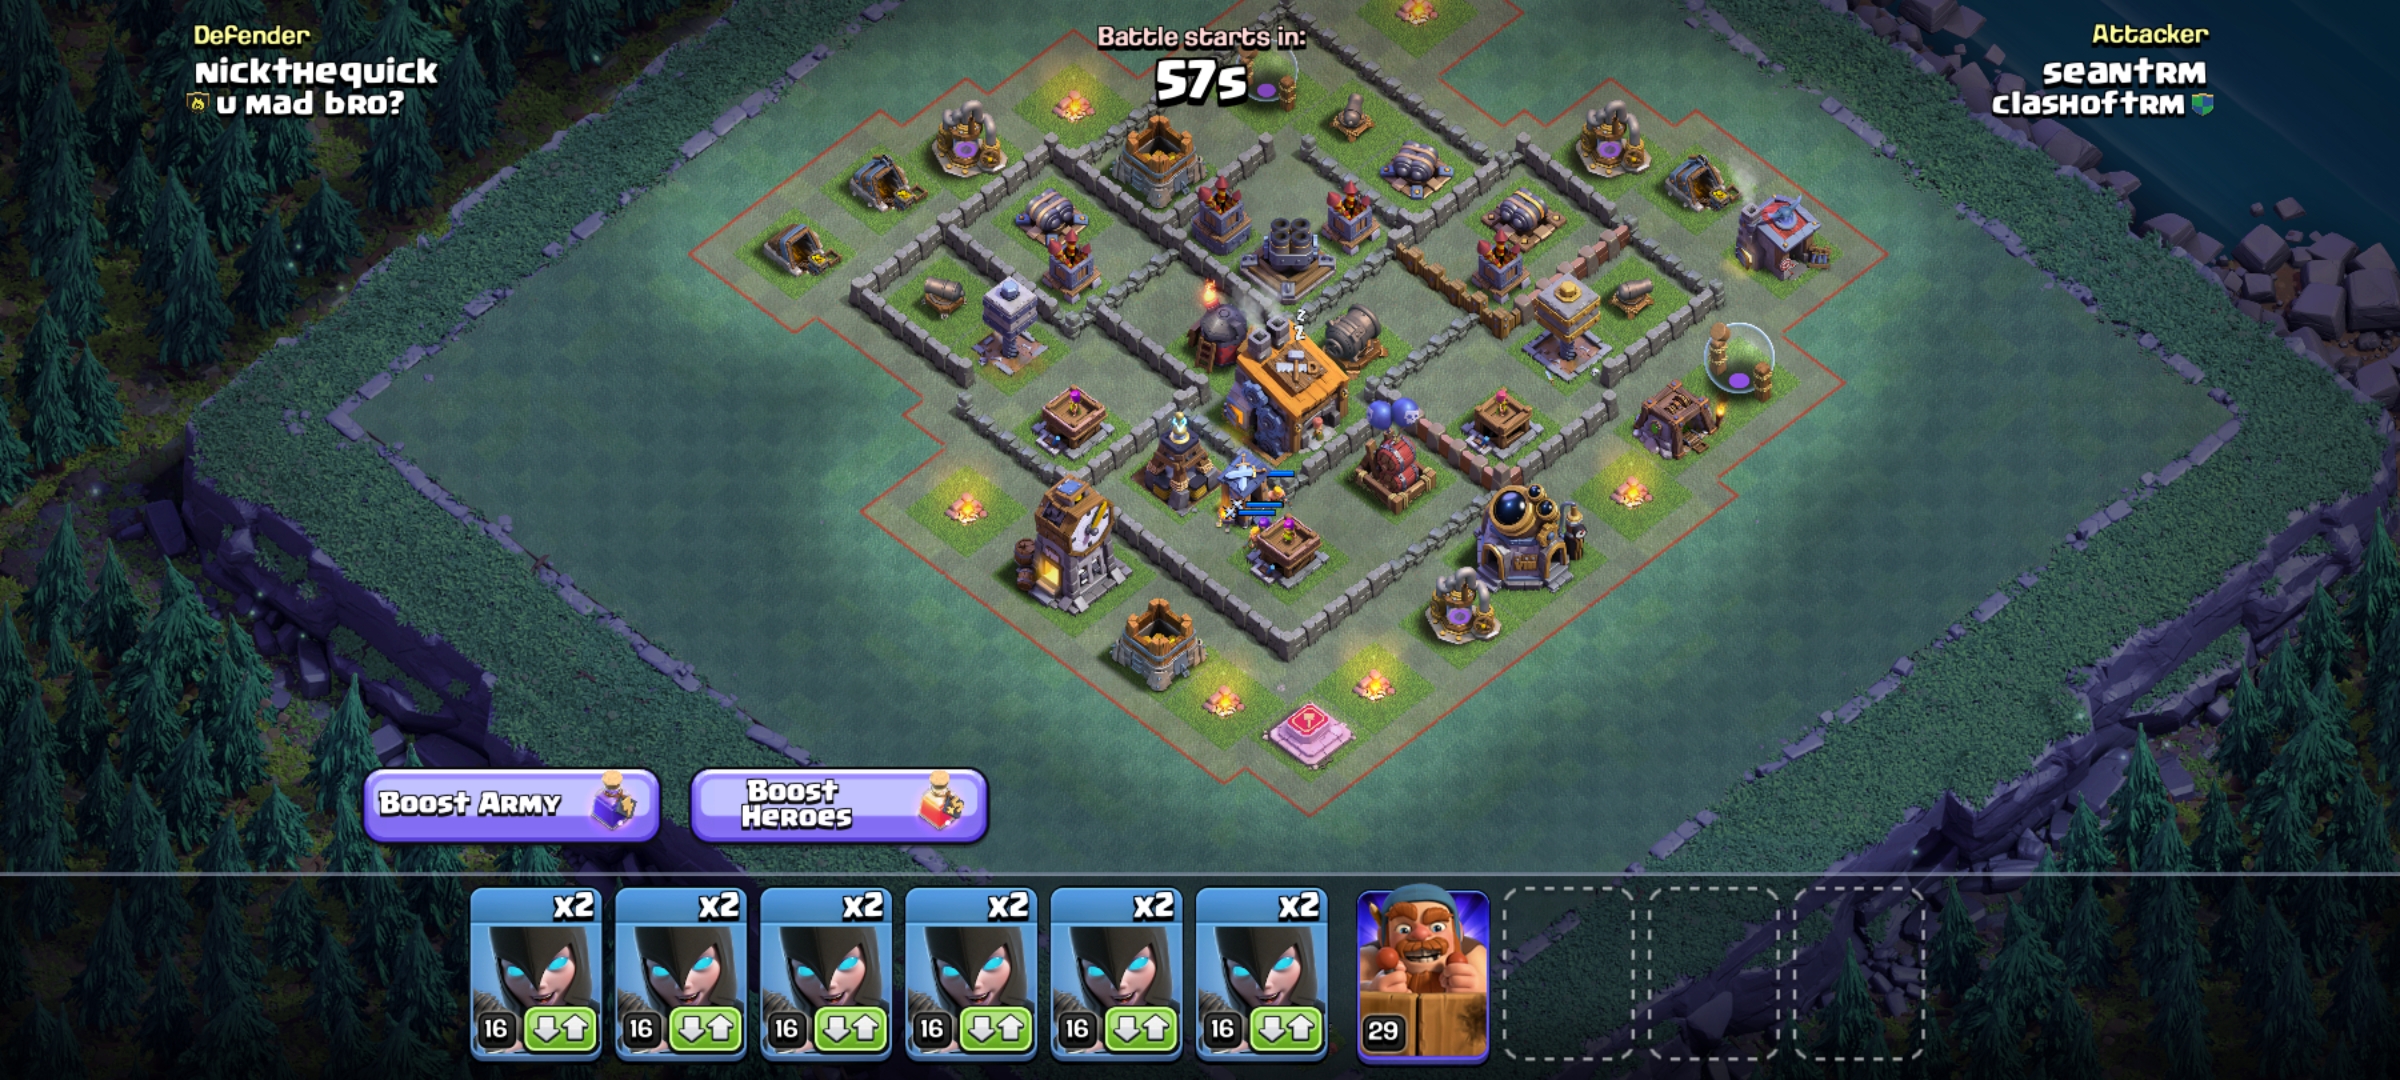 Defender
Nickthequick
u mad bro?
Battle starts in:
57s
Attacker
seantrm
clashoftrm
z
z
VIII
Boost Army
Boost
Heroes
x2
x2
x2
x2
x2
x2
16
16
16
16
16
16
29